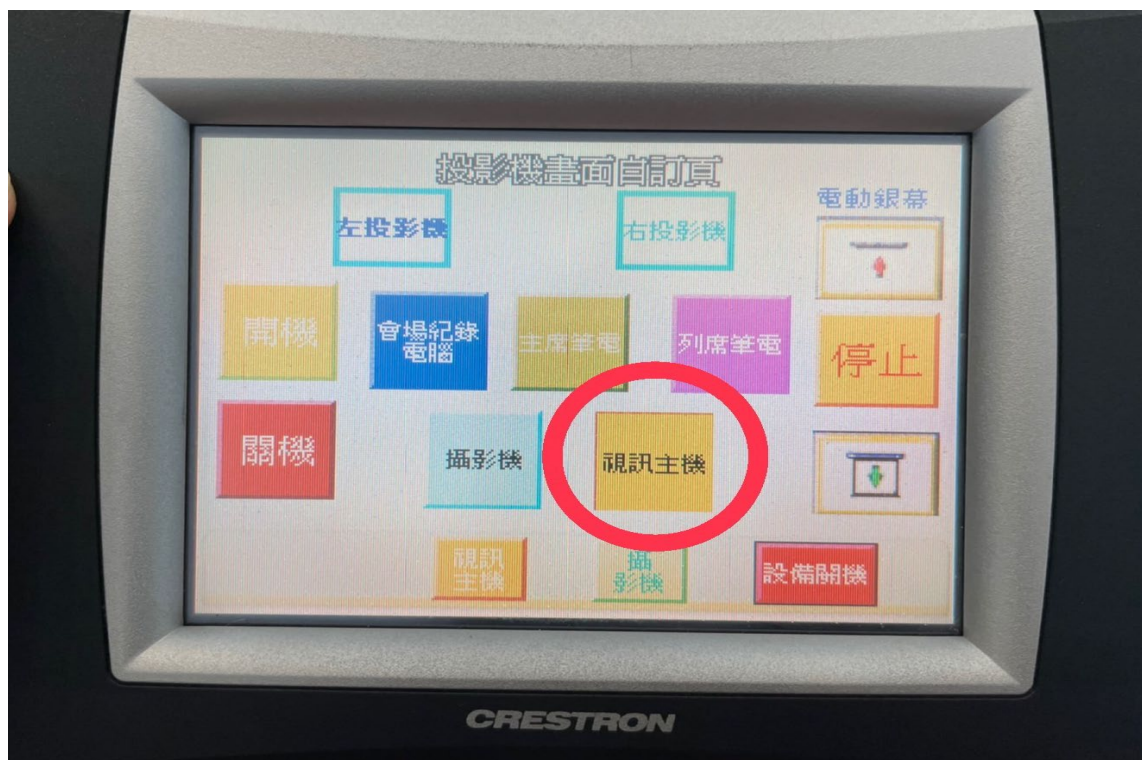 投影機畫面自訂頁
左投影機
右投影機
電動銀幕
開機
會場紀錄
電腦
主席筆電
列席筆電
停止
關機
攝影機
視訊主機
視訊
主機
攝
影機
設備關機
CRESTRON